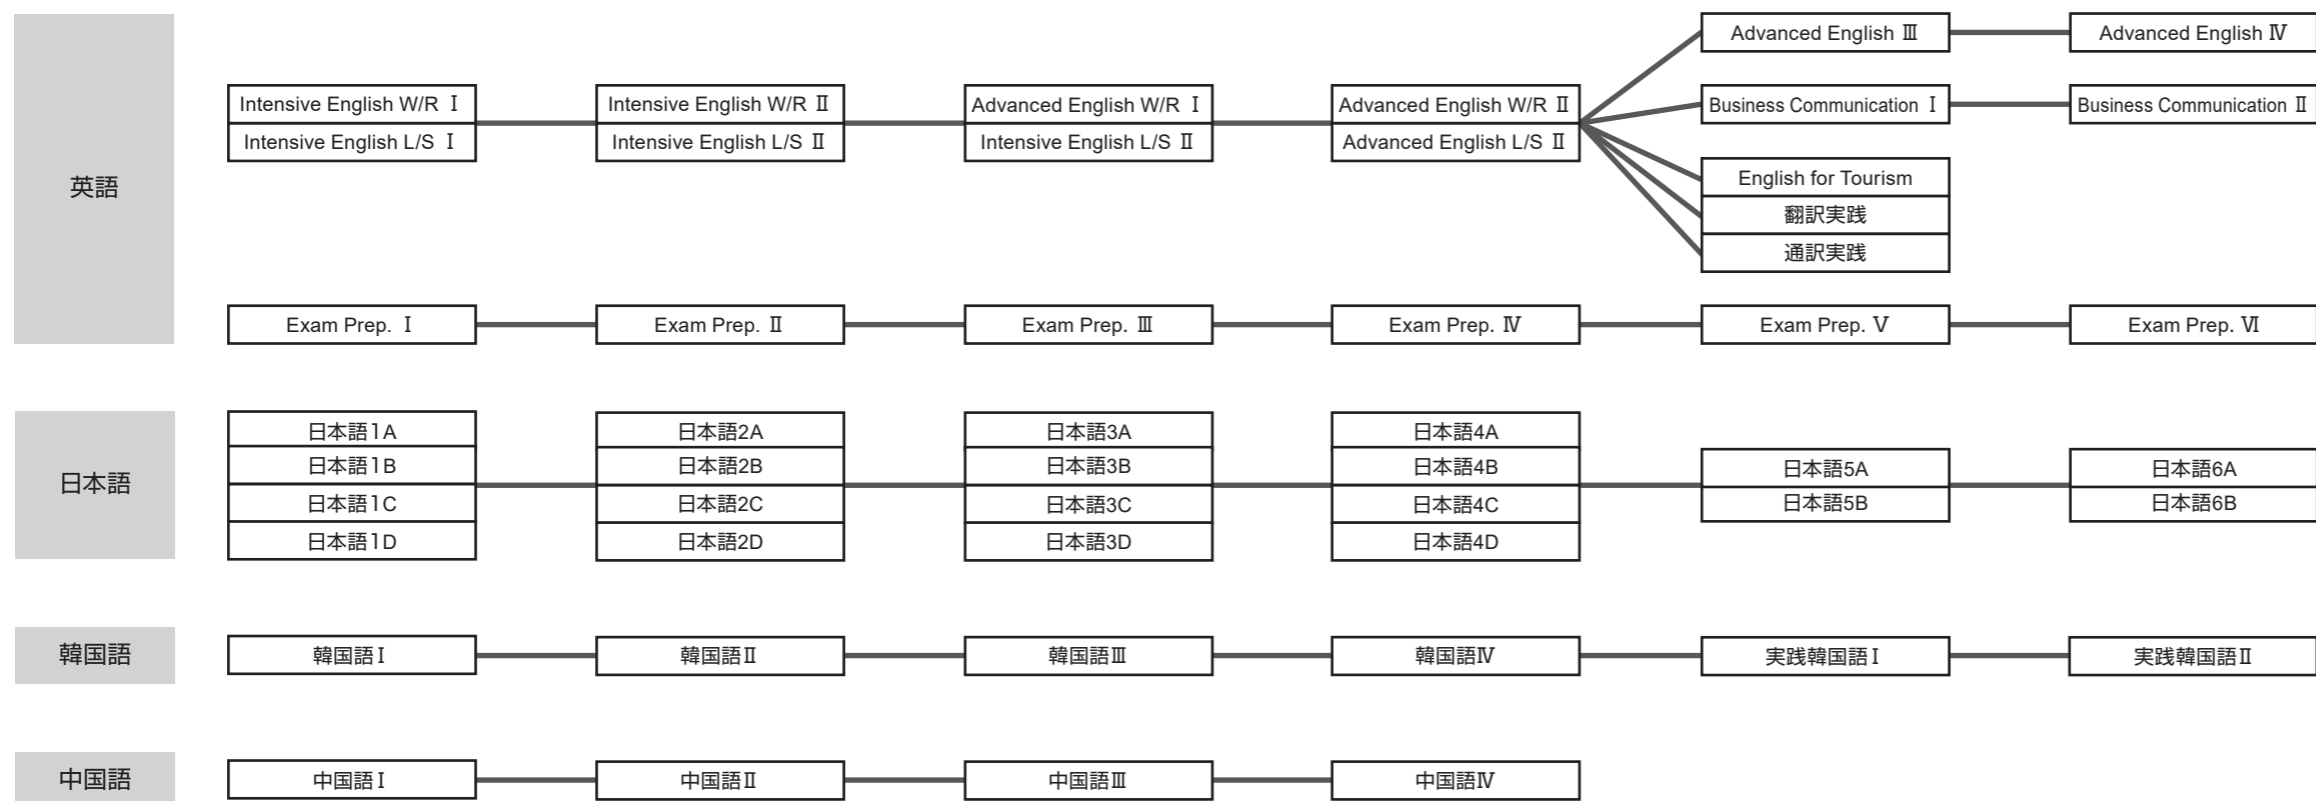 英語
Advanced English Ⅲ
Advanced English Ⅳ
Intensive English W/R Ⅰ
Intensive English W/R Ⅱ
Advanced English W/R Ⅰ
Advanced English W/R Ⅱ
Business Communication Ⅰ
Business Communication Ⅱ
Intensive English L/S Ⅰ
Intensive English L/S Ⅱ
Intensive English L/S Ⅱ
Advanced English L/S Ⅱ
English for Tourism
翻訳実践
通訳実践
Exam Prep. Ⅰ
Exam Prep. Ⅱ
Exam Prep. Ⅲ
Exam Prep. Ⅳ
Exam Prep. Ⅴ
Exam Prep. Ⅵ
日本語
日本語1A
日本語1B
日本語1C
日本語1D
日本語2A
日本語2B
日本語2C
日本語2D
日本語3A
日本語3B
日本語3C
日本語3D
日本語4A
日本語4B
日本語4C
日本語4D
日本語5A
日本語5B
日本語6A
日本語6B
韓国語
韓国語Ⅰ
韓国語Ⅱ
韓国語Ⅲ
韓国語Ⅳ
実践韓国語Ⅰ
実践韓国語Ⅱ
中国語
中国語Ⅰ
中国語Ⅱ
中国語Ⅲ
中国語Ⅳ